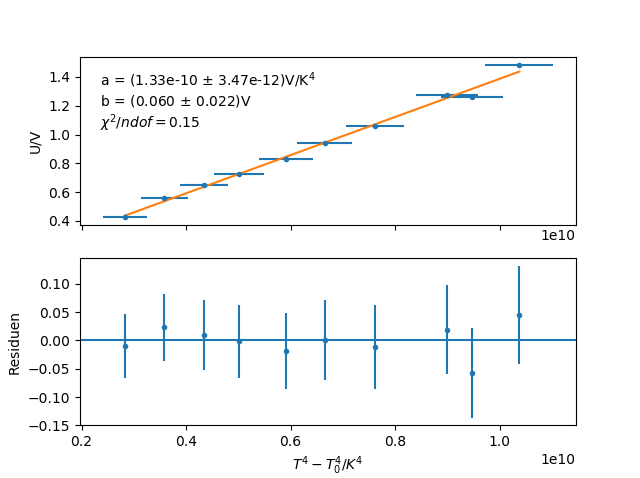 1.4
1.2
1.0
0.8
0.6
0.4
U/V
a = (1.33e-10 ± 3.47e-12)V/K⁴
b = (0.060 ± 0.022)V
χ²/ndof = 0.15
1e10
0.10
0.05
0.00
−0.05
−0.10
−0.15
Residuen
0.2 0.4 0.6 0.8 1.0
1e10
T⁴ − T₀⁴/K⁴